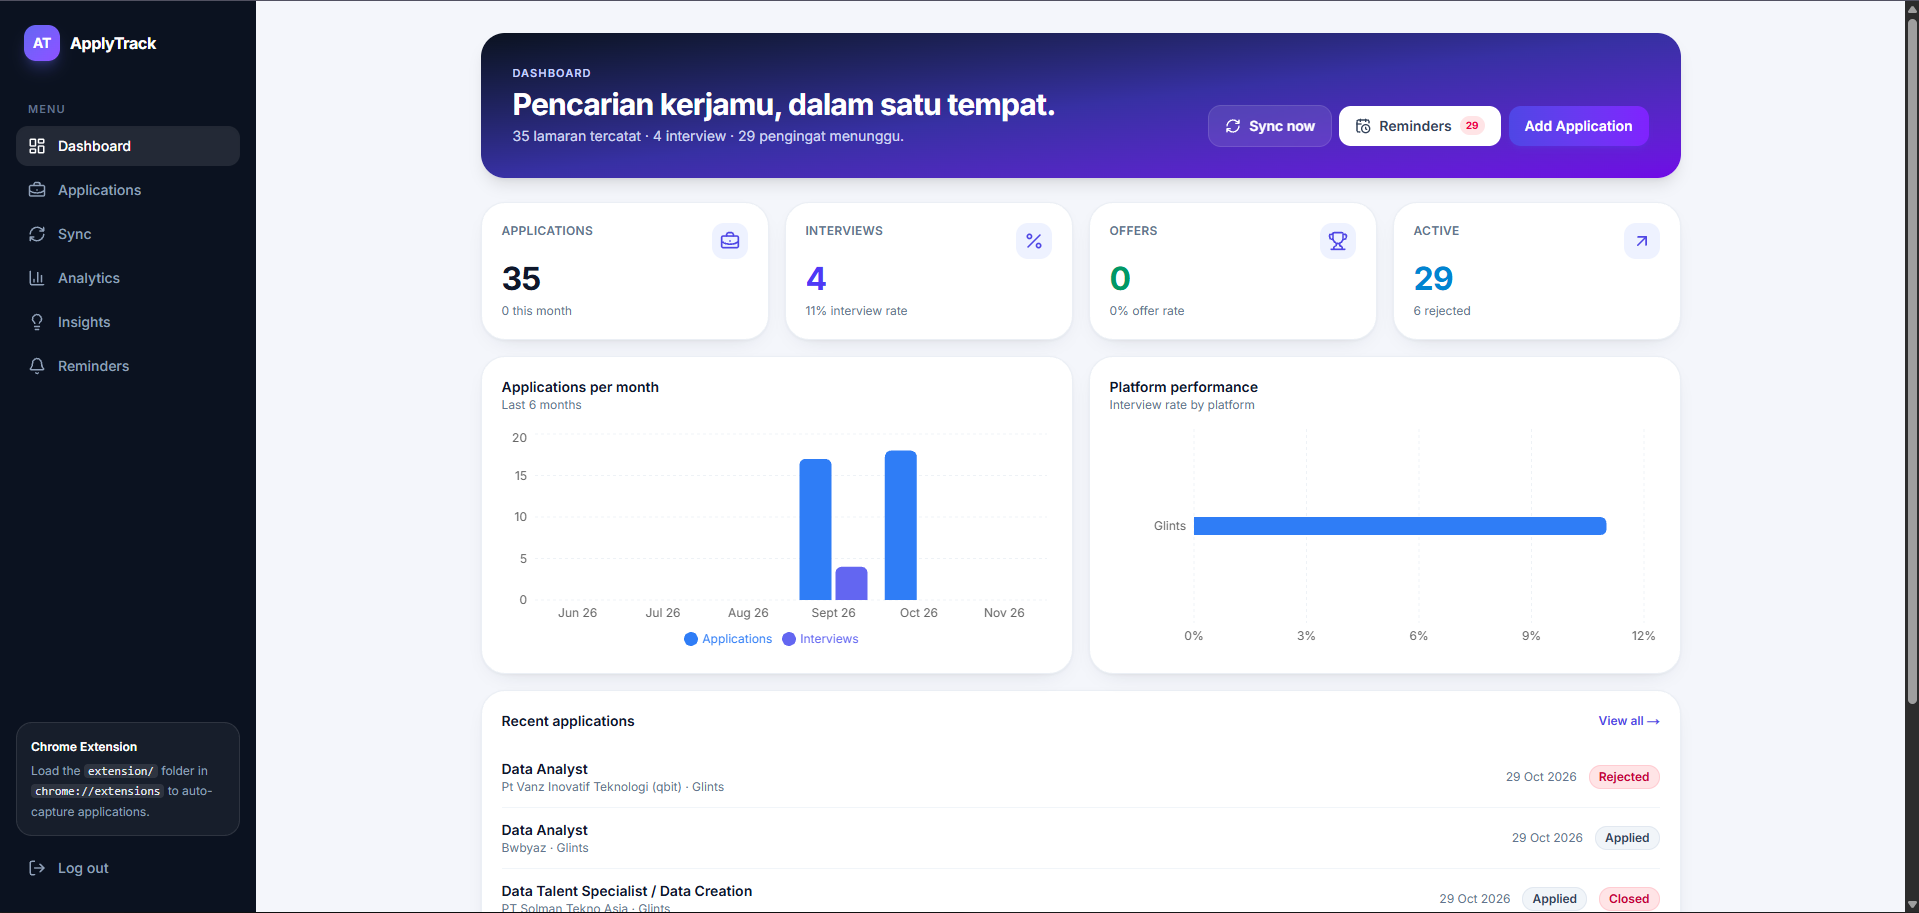 AT ApplyTrack
MENU
Dashboard
Applications
Sync
Analytics
Insights
Reminders
Chrome Extension
Load the extension/ folder in
chrome://extensions to auto-
capture applications.
Log out
DASHBOARD
Pencarian kerjamu, dalam satu tempat.
35 lamaran tercatat · 4 interview · 29 pengingat menunggu.
Sync now
Reminders 29
Add Application
APPLICATIONS
35
0 this month
INTERVIEWS
4
11% interview rate
OFFERS
0
0% offer rate
ACTIVE
29
6 rejected
Applications per month
Last 6 months
20
15
10
5
0
Jun 26 Jul 26 Aug 26 Sept 26 Oct 26 Nov 26
Applications Interviews
Platform performance
Interview rate by platform
Glints
0% 3% 6% 9% 12%
Recent applications
View all →
Data Analyst
Pt Vanz Inovatif Teknologi (qbit) · Glints
29 Oct 2026 Rejected
Data Analyst
Bwbyaz · Glints
29 Oct 2026 Applied
Data Talent Specialist / Data Creation
PT Solman Tekno Asia · Glints
29 Oct 2026 Applied Closed